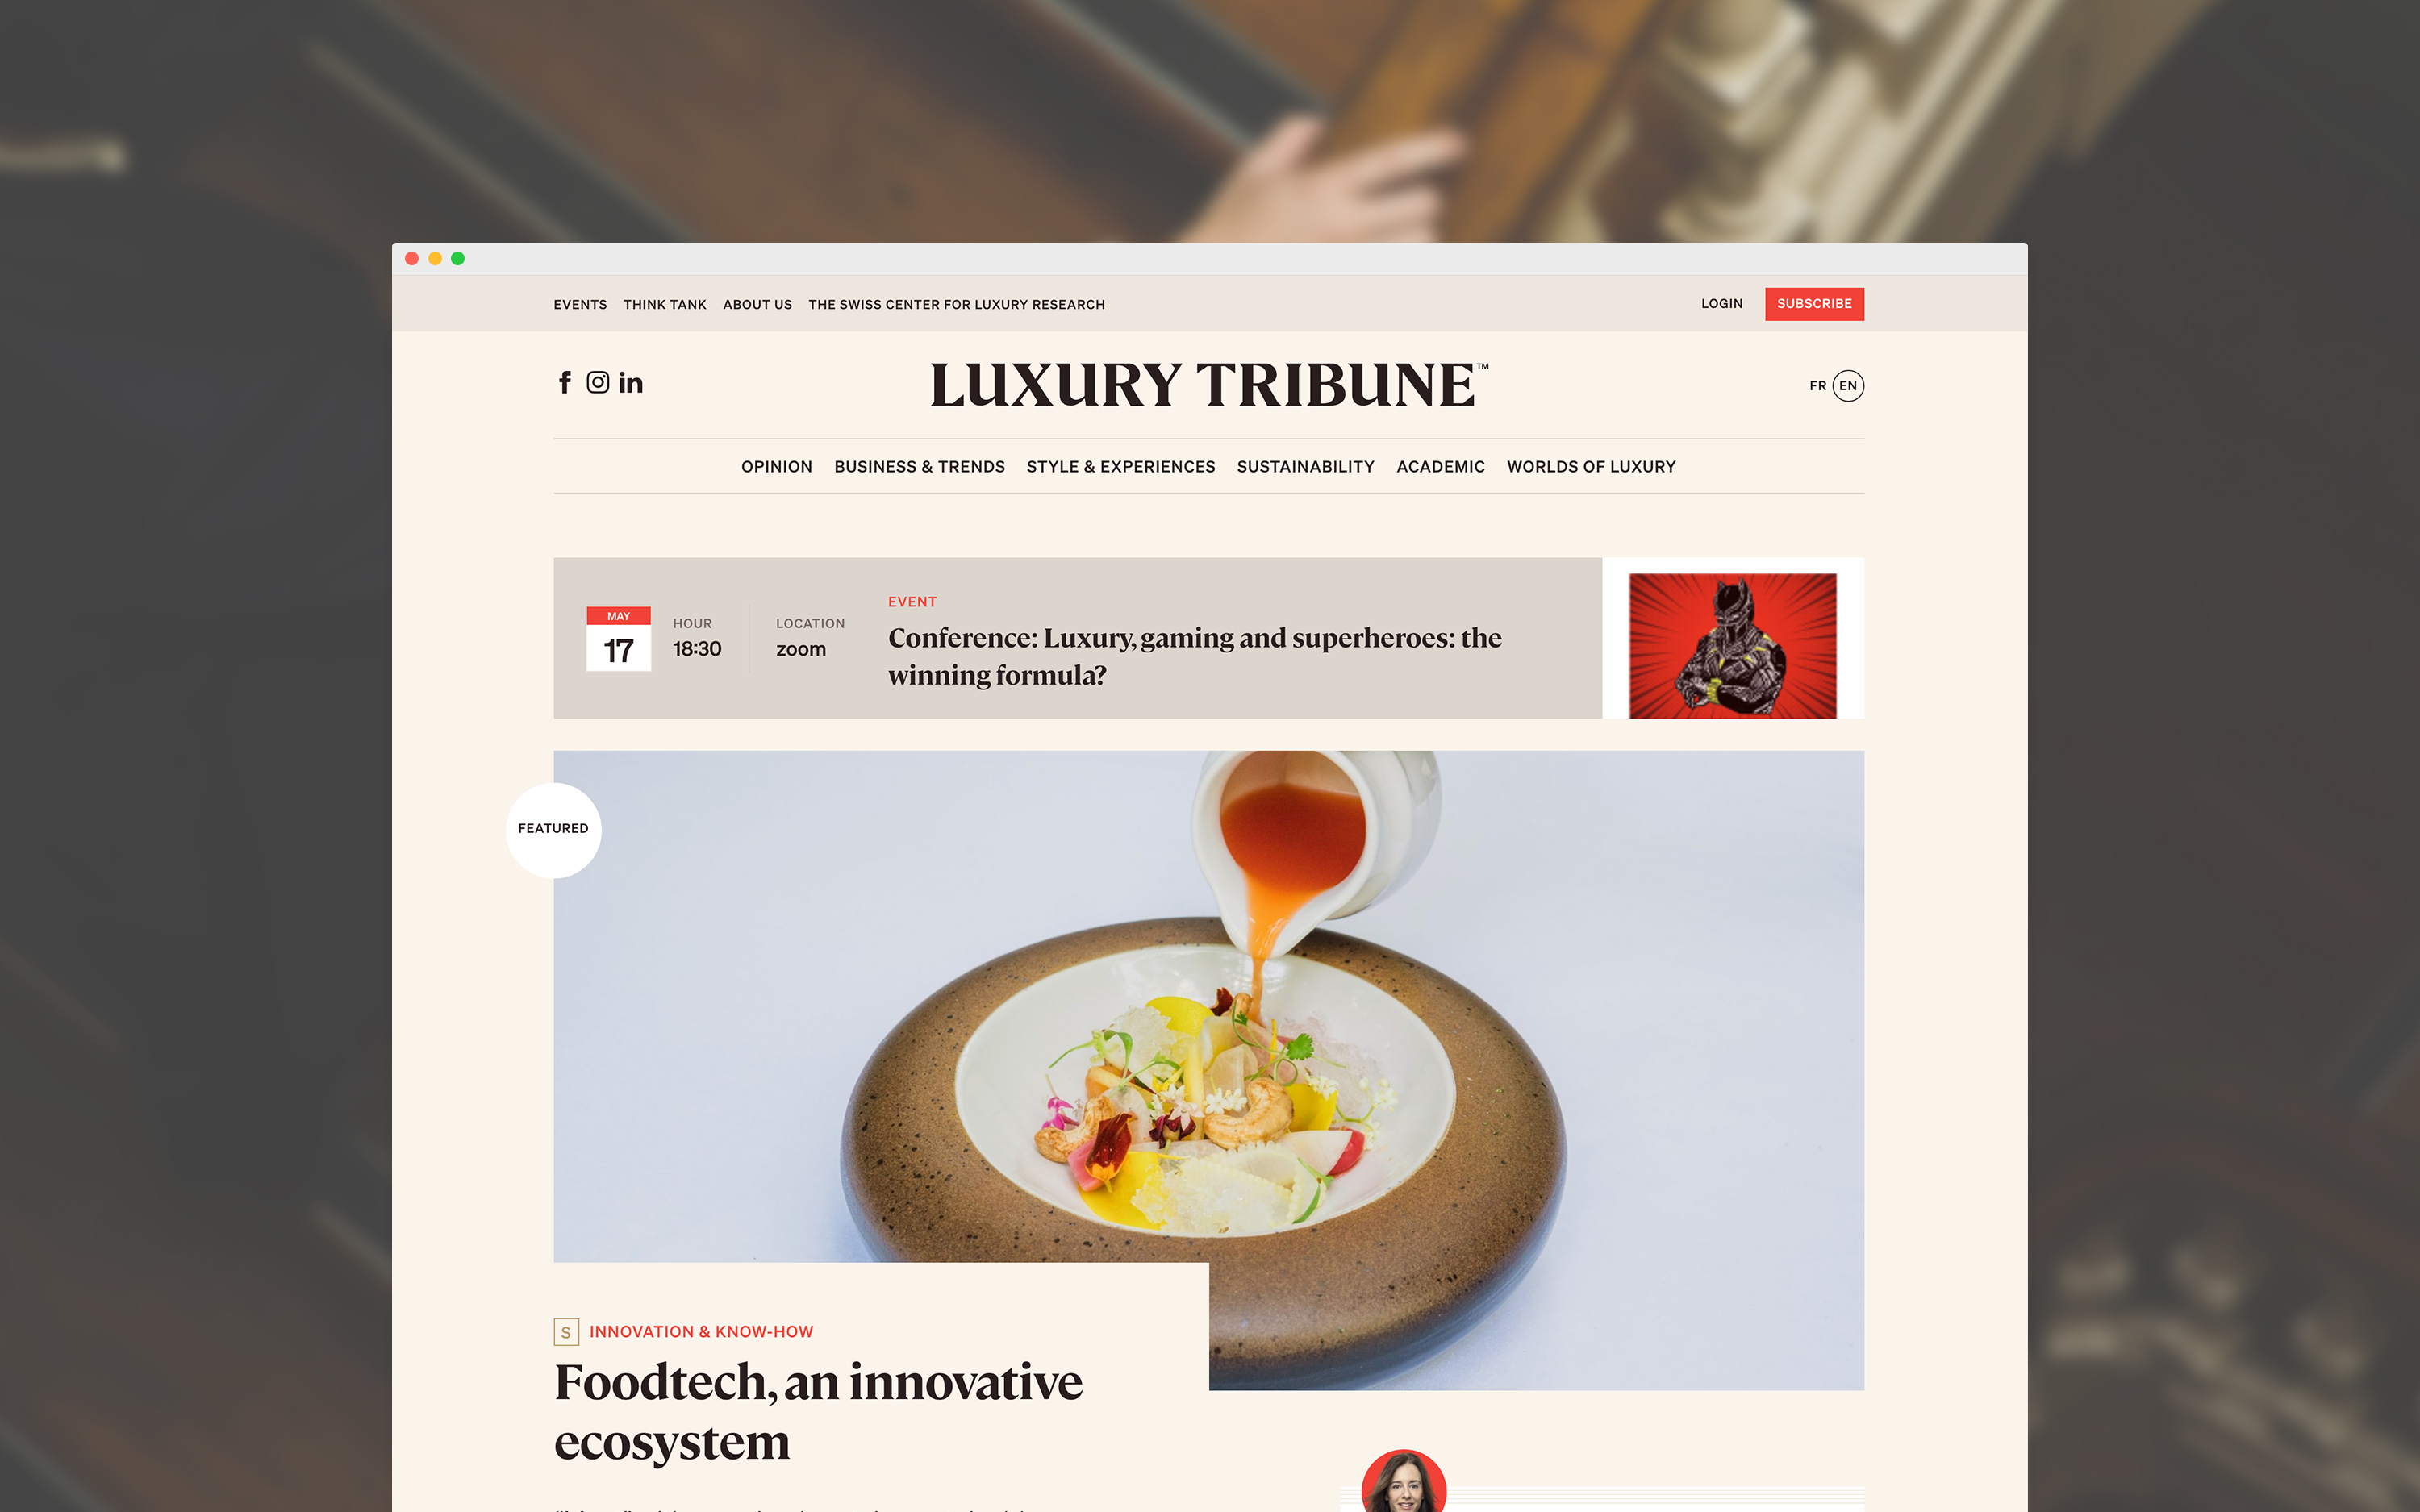 EVENTS THINK TANK ABOUT US THE SWISS CENTER FOR LUXURY RESEARCH LOGIN SUBSCRIBE
f in LUXURY TRIBUNE™ FR EN
OPINION BUSINESS & TRENDS STYLE & EXPERIENCES SUSTAINABILITY ACADEMIC WORLDS OF LUXURY
MAY
17
HOUR
18:30
LOCATION
zoom
EVENT
Conference: Luxury, gaming and superheroes: the
winning formula?
FEATURED
S INNOVATION & KNOW-HOW
Foodtech, an innovative
ecosystem